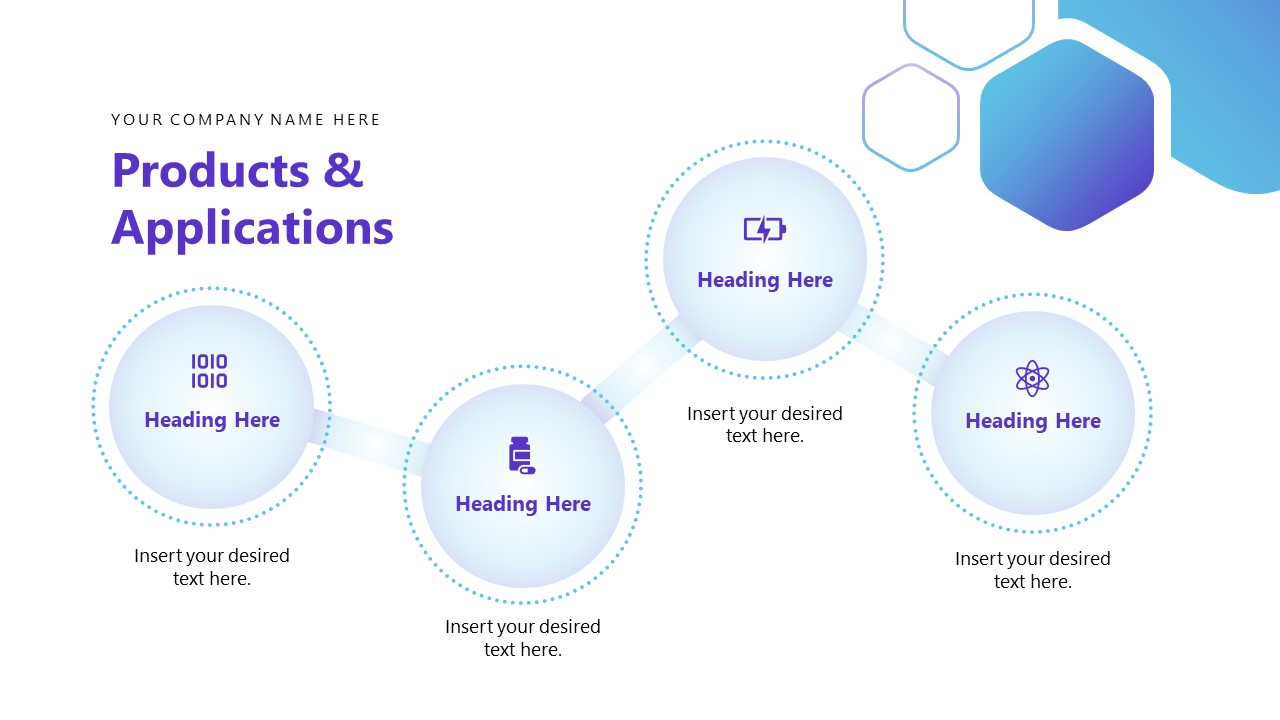 YOUR COMPANY NAME HERE
Products &
Applications
1010
1010
Heading Here
Insert your desired
text here.
Heading Here
Insert your desired
text here.
Heading Here
Insert your desired
text here.
Heading Here
Insert your desired
text here.